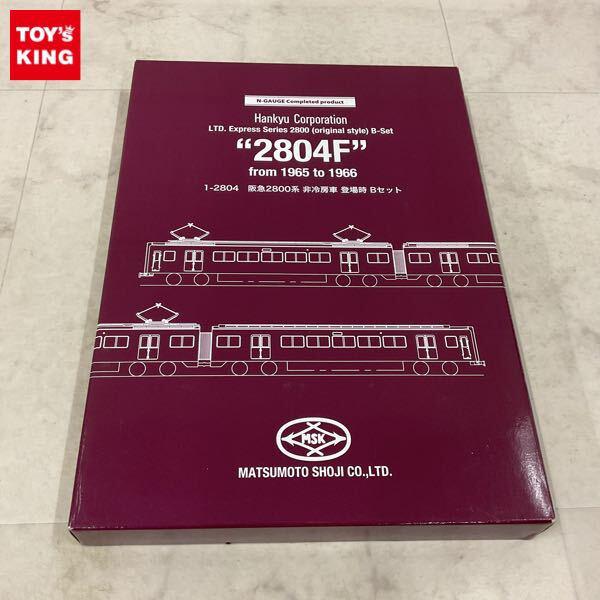 TOY's
KING
N-GAUGE Completed product
Hankyu Corporation
LTD. Express Series 2800 (original style) B-Set
“2804F”
from 1965 to 1966
1-2804 阪急2800系 非冷房車 登場時 Bセット
MSK
MATSUMOTO SHOJI CO.,LTD.